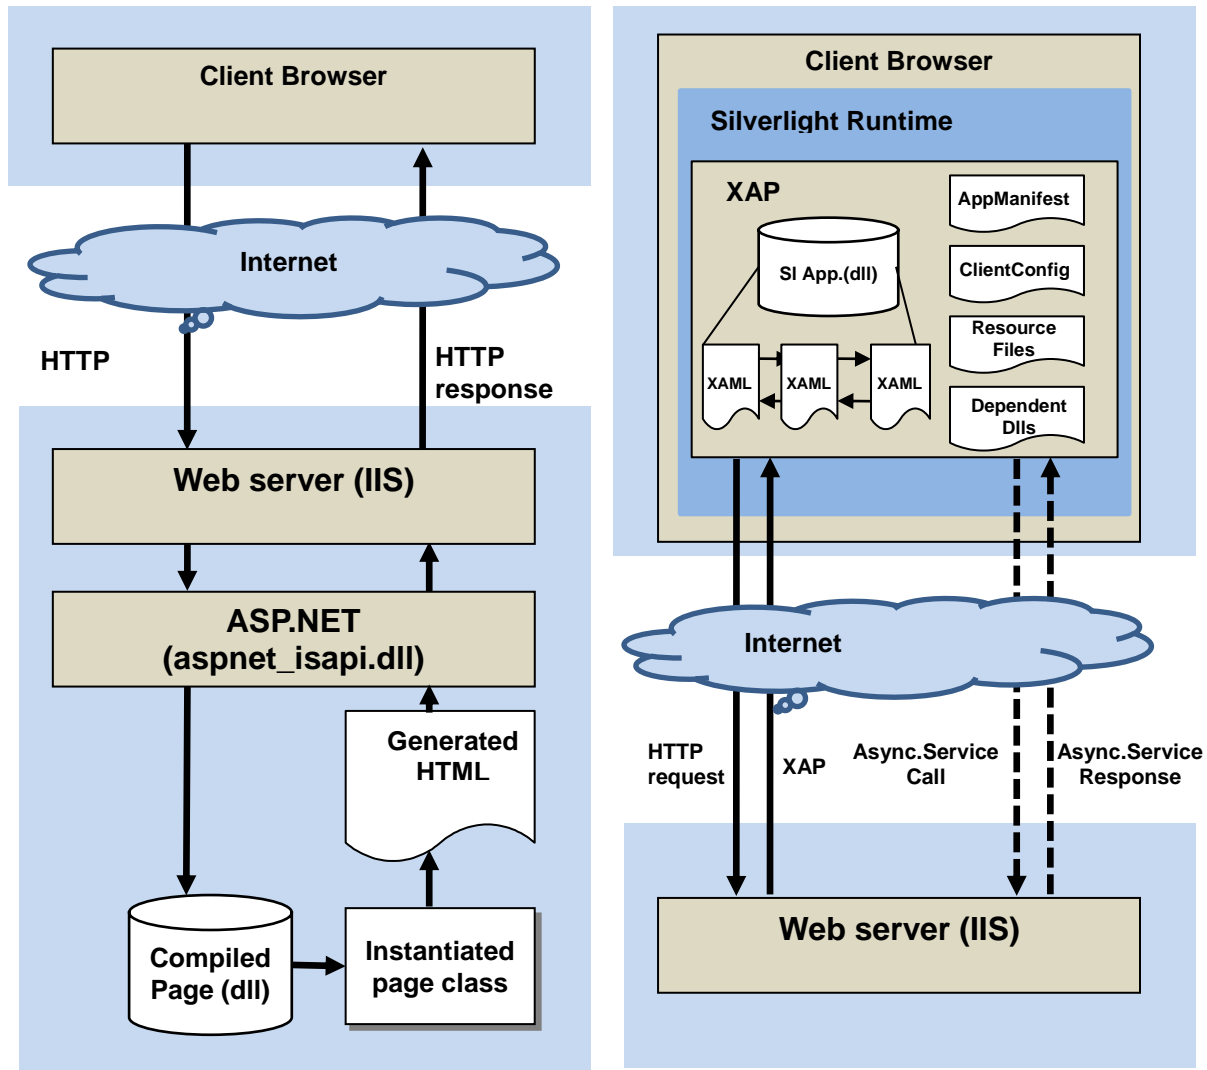 Client Browser
Internet
HTTP
HTTP
response
Web server (IIS)
ASP.NET
(aspnet_isapi.dll)
Generated
HTML
Compiled
Page (dll)
Instantiated
page class
Client Browser
Silverlight Runtime
XAP
AppManifest
SI App.(dll)
ClientConfig
Resource
Files
XAML
XAML
XAML
Dependent
Dlls
Internet
HTTP
request
XAP
Async.Service
Call
Async.Service
Response
Web server (IIS)